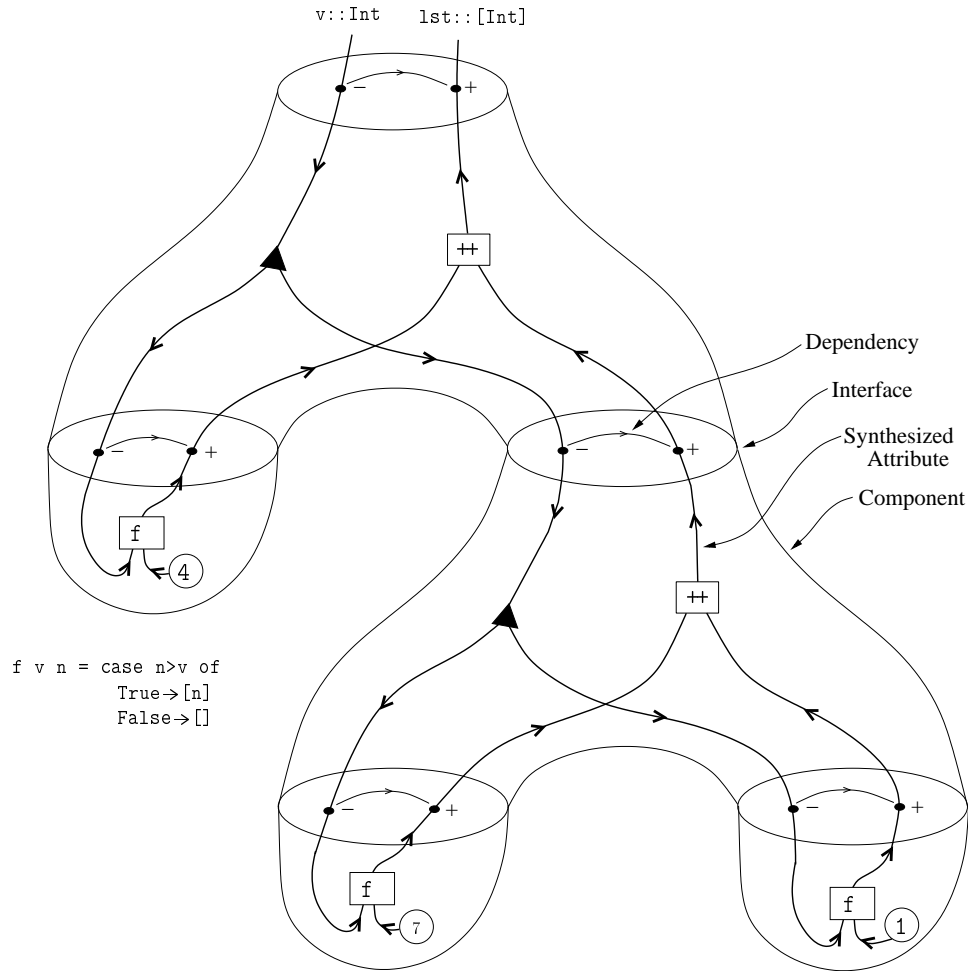 v::Int
lst::[Int]
- +
++
Dependency
Interface
Synthesized
Attribute
Component
- +
- +
f
4
++
f v n = case n>v of
True→[n]
False→[]
- +
- +
f
7
f
1